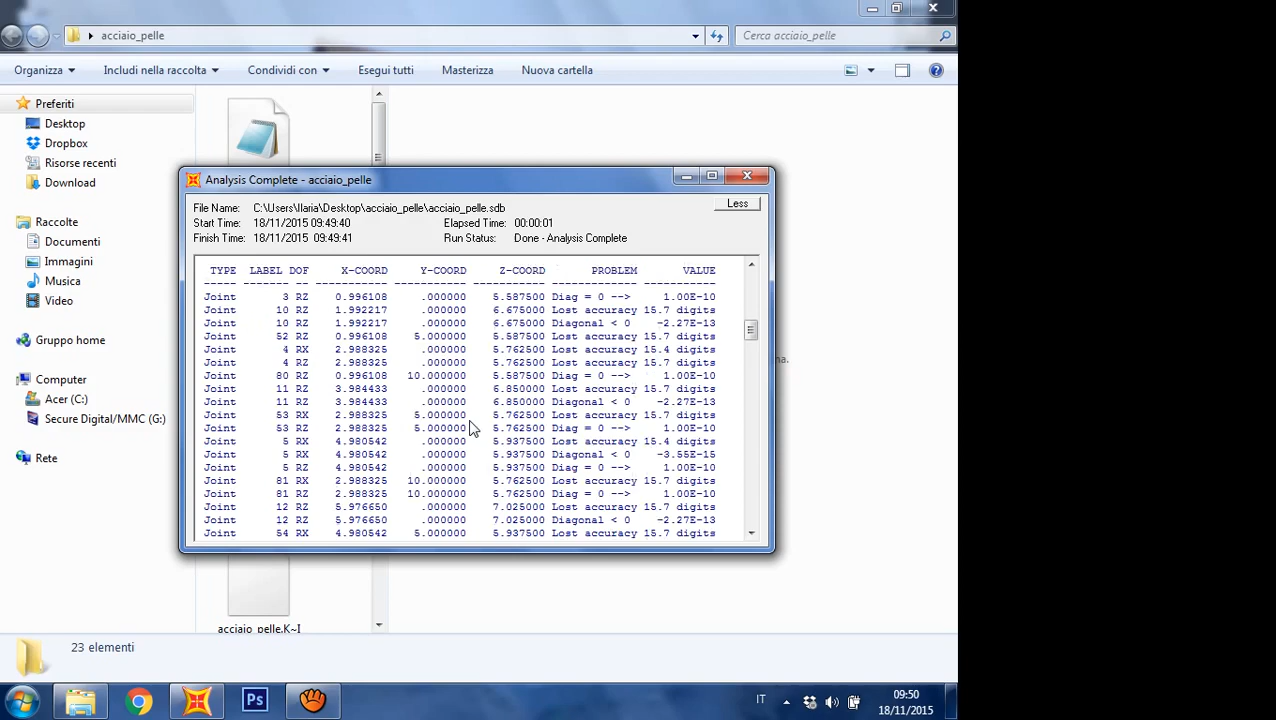 acciaio_pelle
Cerca acciaio_pelle
Organizza Includi nella raccolta Condividi con Esegui tutti Masterizza Nuova cartella
Preferiti
Desktop
Dropbox
Risorse recenti
Download
Raccolte
Documenti
Immagini
Musica
Video
Gruppo home
Computer
Acer (C:)
Secure Digital/MMC (G:)
Rete
Analysis Complete - acciaio_pelle
File Name: C:\Users\Ilaria\Desktop\acciaio_pelle\acciaio_pelle.sdb Less
Start Time: 18/11/2015 09:49:40 Elapsed Time: 00:00:01
Finish Time: 18/11/2015 09:49:41 Run Status: Done - Analysis Complete
TYPE LABEL DOF X-COORD Y-COORD Z-COORD PROBLEM VALUE
Joint 3 RZ 0.996108 .000000 5.587500 Diag = 0 --> 1.00E-10
Joint 10 RZ 1.992217 .000000 6.675000 Lost accuracy 15.7 digits
Joint 10 RZ 1.992217 .000000 6.675000 Diagonal < 0 -2.27E-13
Joint 52 RZ 0.996108 5.000000 5.587500 Lost accuracy 15.7 digits
Joint 4 RX 2.988325 .000000 5.762500 Lost accuracy 15.4 digits
Joint 4 RZ 2.988325 .000000 5.762500 Lost accuracy 15.7 digits
Joint 80 RZ 0.996108 10.000000 5.587500 Diag = 0 --> 1.00E-10
Joint 11 RZ 3.984433 .000000 6.850000 Lost accuracy 15.7 digits
Joint 11 RZ 3.984433 .000000 6.850000 Diagonal < 0 -2.27E-13
Joint 53 RX 2.988325 5.000000 5.762500 Lost accuracy 15.7 digits
Joint 53 RZ 2.988325 5.000000 5.762500 Diag = 0 --> 1.00E-10
Joint 5 RX 4.980542 .000000 5.937500 Lost accuracy 15.4 digits
Joint 5 RX 4.980542 .000000 5.937500 Diagonal < 0 -3.55E-15
Joint 5 RZ 4.980542 .000000 5.937500 Diag = 0 --> 1.00E-10
Joint 81 RX 2.988325 10.000000 5.762500 Lost accuracy 15.7 digits
Joint 81 RZ 2.988325 10.000000 5.762500 Diag = 0 --> 1.00E-10
Joint 12 RZ 5.976650 .000000 7.025000 Lost accuracy 15.7 digits
Joint 12 RZ 5.976650 .000000 7.025000 Diagonal < 0 -2.27E-13
Joint 54 RX 4.980542 5.000000 5.937500 Lost accuracy 15.7 digits
acciaio_pelle.K~I
23 elementi
Ps
IT
09:50
18/11/2015